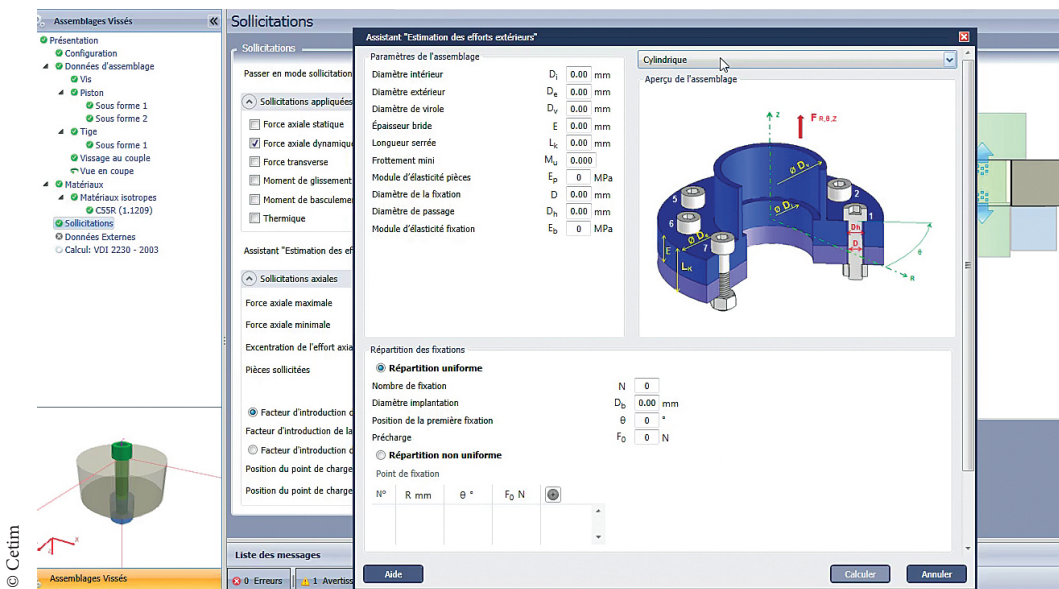 Assemblages Vissés
«
Présentation
Configuration
Données d'assemblage
Vis
Piston
Sous forme 1
Sous forme 2
Tige
Sous forme 1
Vissage au couple
Vue en coupe
Matériaux
Matériaux isotropes
C55R (1.1209)
Sollicitations
Données Externes
Calcul: VDI 2230 - 2003
Assemblages Vissés
© Cetim
Sollicitations
Sollicitations
Passer en mode sollicitation
Sollicitations appliquées
Force axiale statique
Force axiale dynamique
Force transverse
Moment de glissement
Moment de basculeme
Thermique
Assistant "Estimation des ef
Sollicitations axiales
Force axiale maximale
Force axiale minimale
Excentration de l'effort axia
Pièces sollicitées
Facteur d'introduction d
Facteur d'introduction de la
Facteur d'introduction d
Position du point de charge
Position du point de charge
Liste des messages
0 Erreurs 1 Avertiss
Assistant "Estimation des efforts extérieurs"
Paramètres de l'assemblage
Diamètre intérieur Di 0.00 mm
Diamètre extérieur De 0.00 mm
Diamètre de virole Dv 0.00 mm
Épaisseur bride E 0.00 mm
Longueur serrée Lk 0.00 mm
Frottement mini Mu 0.000
Module d'élasticité pièces Ep 0 MPa
Diamètre de la fixation D 0.00 mm
Diamètre de passage Dh 0.00 mm
Module d'élasticité fixation Eb 0 MPa
Cylindrique
Aperçu de l'assemblage
z
F R,θ,Z
Ø Dv
5
2
6
Ø Di
1
Ø De
7
Dh
E
D
θ
LK
R
Répartition des fixations
Répartition uniforme
Nombre de fixation N 0
Diamètre implantation Db 0.00 mm
Position de la première fixation θ 0 °
Précharge F0 0 N
Répartition non uniforme
Point de fixation
N° R mm θ ° F0 N
Aide
Calculer
Annuler